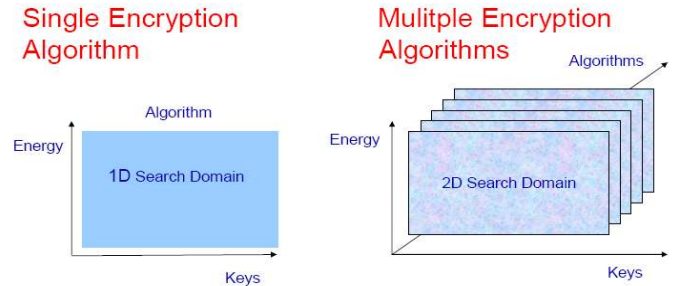 Single Encryption
Algorithm
Algorithm
Energy
1D Search Domain
Keys
Mulitple Encryption
Algorithms
Algorithms
Energy
2D Search Domain
Keys